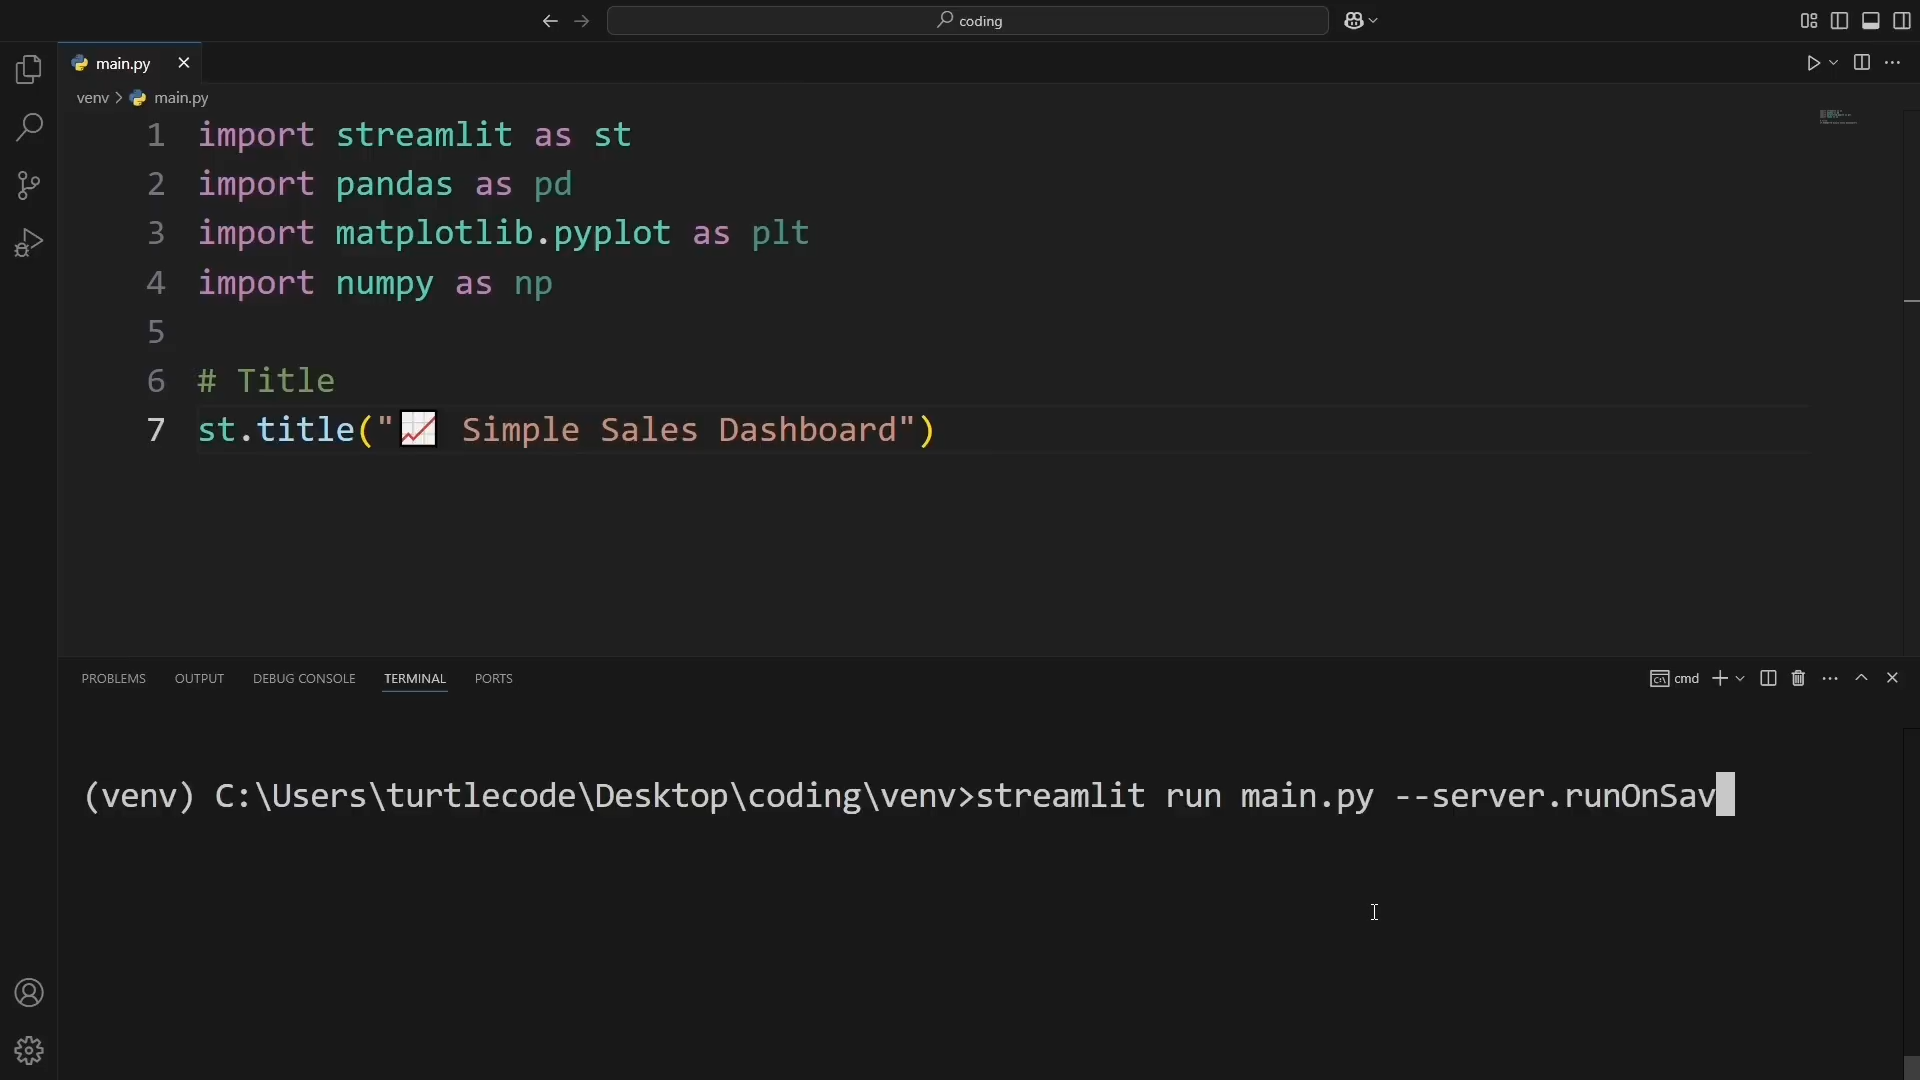 coding
main.py
venv > main.py
1 import streamlit as st
2 import pandas as pd
3 import matplotlib.pyplot as plt
4 import numpy as np
5
6 # Title
7 st.title("📈 Simple Sales Dashboard")
PROBLEMS OUTPUT DEBUG CONSOLE TERMINAL PORTS cmd
(venv) C:\Users\turtlecode\Desktop\coding\venv>streamlit run main.py --server.runOnSav